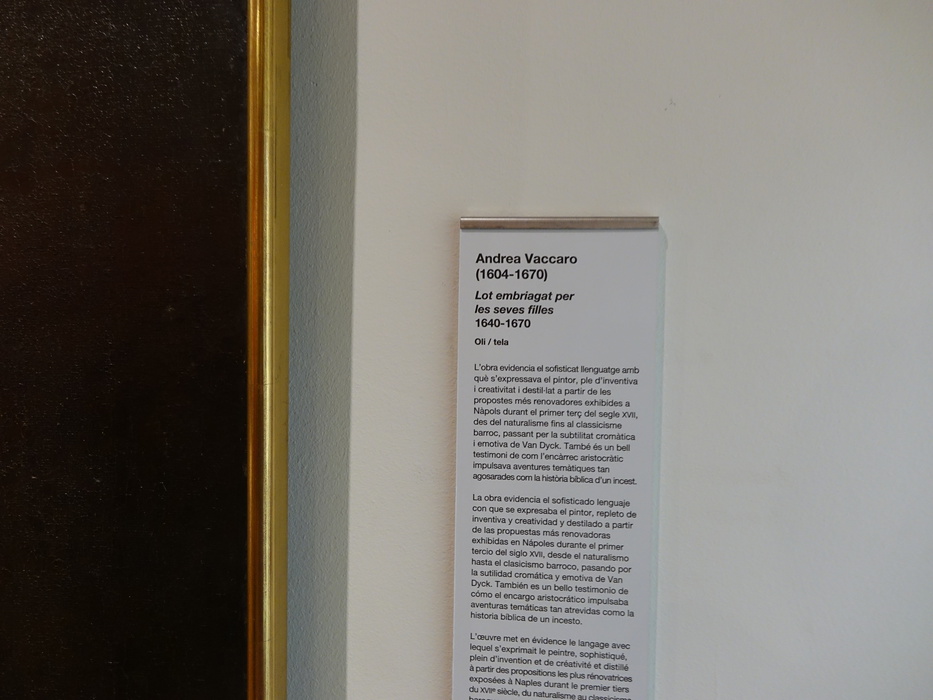 Andrea Vaccaro
(1604-1670)
Lot embriagat per
les seves filles
1640-1670
Oli / tela
L'obra evidencia el sofisticat llenguatge amb
què s'expressava el pintor, ple d'inventiva
i creativitat i destil·lat a partir de les
propostes més renovadores exhibides a
Nàpols durant el primer terç del segle XVII,
des del naturalisme fins al classicisme
barroc, passant per la subtilitat cromàtica
i emotiva de Van Dyck. També és un bell
testimoni de com l'encàrrec aristocràtic
impulsava aventures temàtiques tan
agosarades com la història bíblica d'un incest.
La obra evidencia el sofisticado lenguaje
con que se expresaba el pintor, repleto de
inventiva y creatividad y destilado a partir
de las propuestas más renovadoras
exhibidas en Nápoles durante el primer
tercio del siglo XVII, desde el naturalismo
hasta el clasicismo barroco, pasando por
la sutilidad cromática y emotiva de Van
Dyck. También es un bello testimonio de
cómo el encargo aristocrático impulsaba
aventuras temáticas tan atrevidas como la
historia bíblica de un incesto.
L'œuvre met en évidence le langage avec
lequel s'exprimait le peintre, sophistiqué,
plein d'invention et de créativité et distillé
à partir des propositions les plus rénovatrices
exposées à Naples durant le premier tiers
du XVIIe siècle, du naturalisme au classicisme